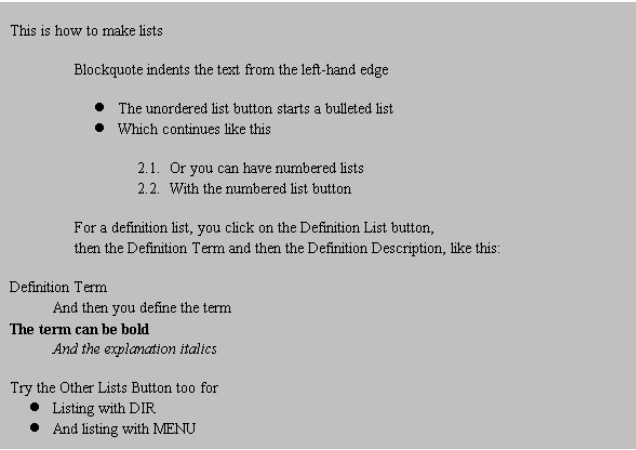 This is how to make lists
Blockquote indents the text from the left-hand edge
● The unordered list button starts a bulleted list
● Which continues like this
2.1. Or you can have numbered lists
2.2. With the numbered list button
For a definition list, you click on the Definition List button,
then the Definition Term and then the Definition Description, like this:
Definition Term
And then you define the term
The term can be bold
And the explanation italics
Try the Other Lists Button too for
● Listing with DIR
● And listing with MENU